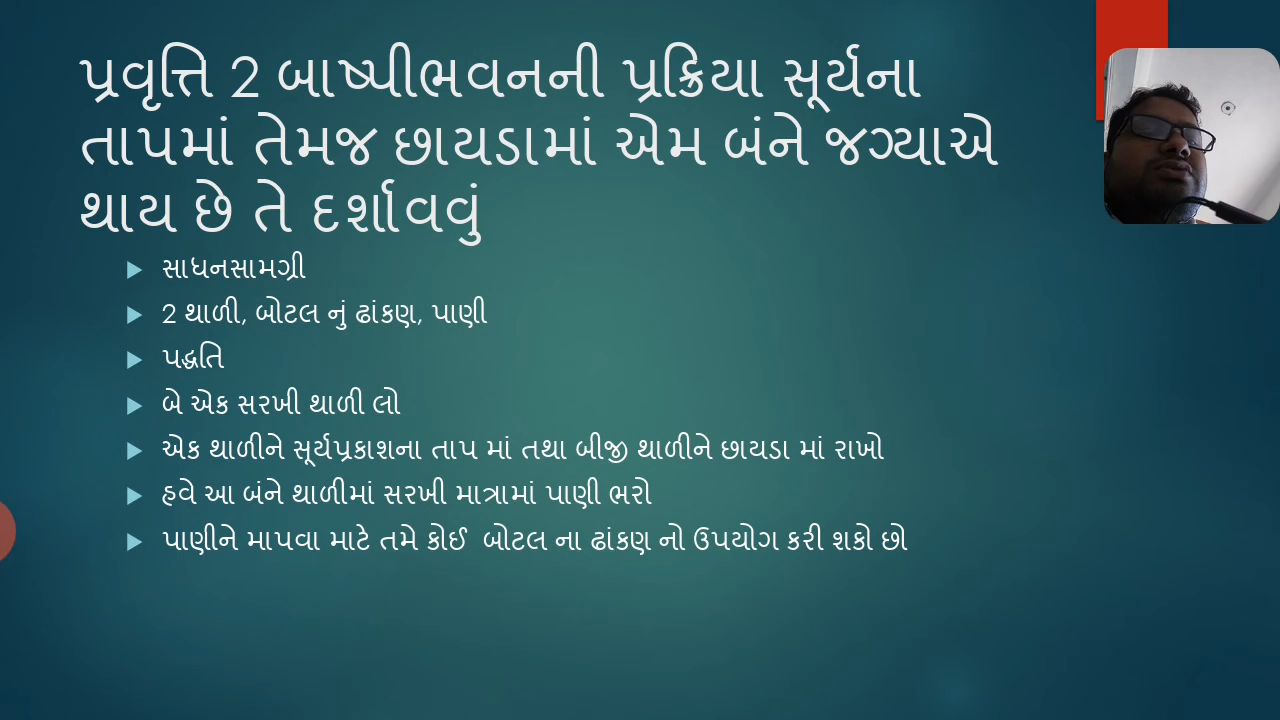 પ્રવૃત્તિ 2 બાષ્પીભવનની પ્રક્રિયા સૂર્યના
તાપમાં તેમજ છાયડામાં એમ બંને જગ્યાએ
થાય છે તે દર્શાવવું
સાધનસામગ્રી
2 થાળી, બોટલ નું ઢાંકણ, પાણી
પદ્ધતિ
બે એક સરખી થાળી લો
એક થાળીને સૂર્યપ્રકાશના તાપ માં તથા બીજી થાળીને છાયડા માં રાખો
હવે આ બંને થાળીમાં સરખી માત્રામાં પાણી ભરો
પાણીને માપવા માટે તમે કોઈ બોટલ ના ઢાંકણ નો ઉપયોગ કરી શકો છો